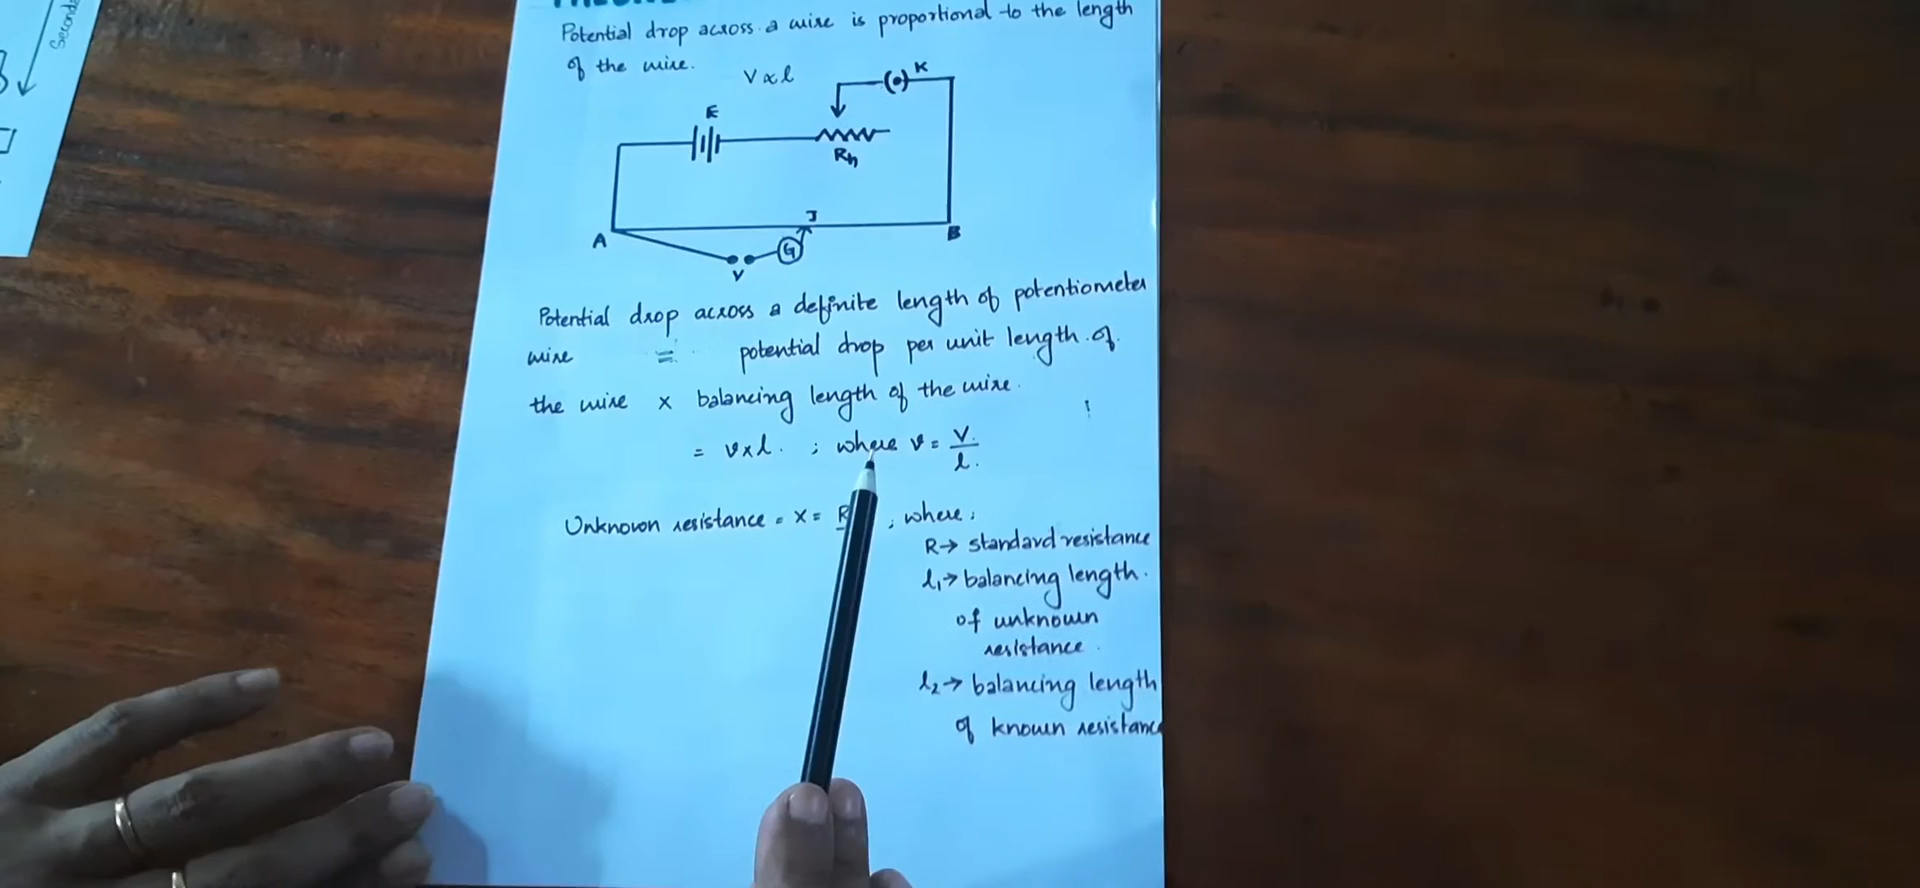 Seconda
Potential drop across a wire is proportional to the length
of the wire. V ∝ l
K
E
Rh
J
A
B
G
V
Potential drop across a definite length of potentiometer
wire = potential drop per unit length of
the wire x balancing length of the wire.
= v x l. ; where v = V/l.
Unknown resistance = X = R , where;
R → standard resistance
l₁ → balancing length.
of unknown
resistance.
l₂ → balancing length
of known resistance